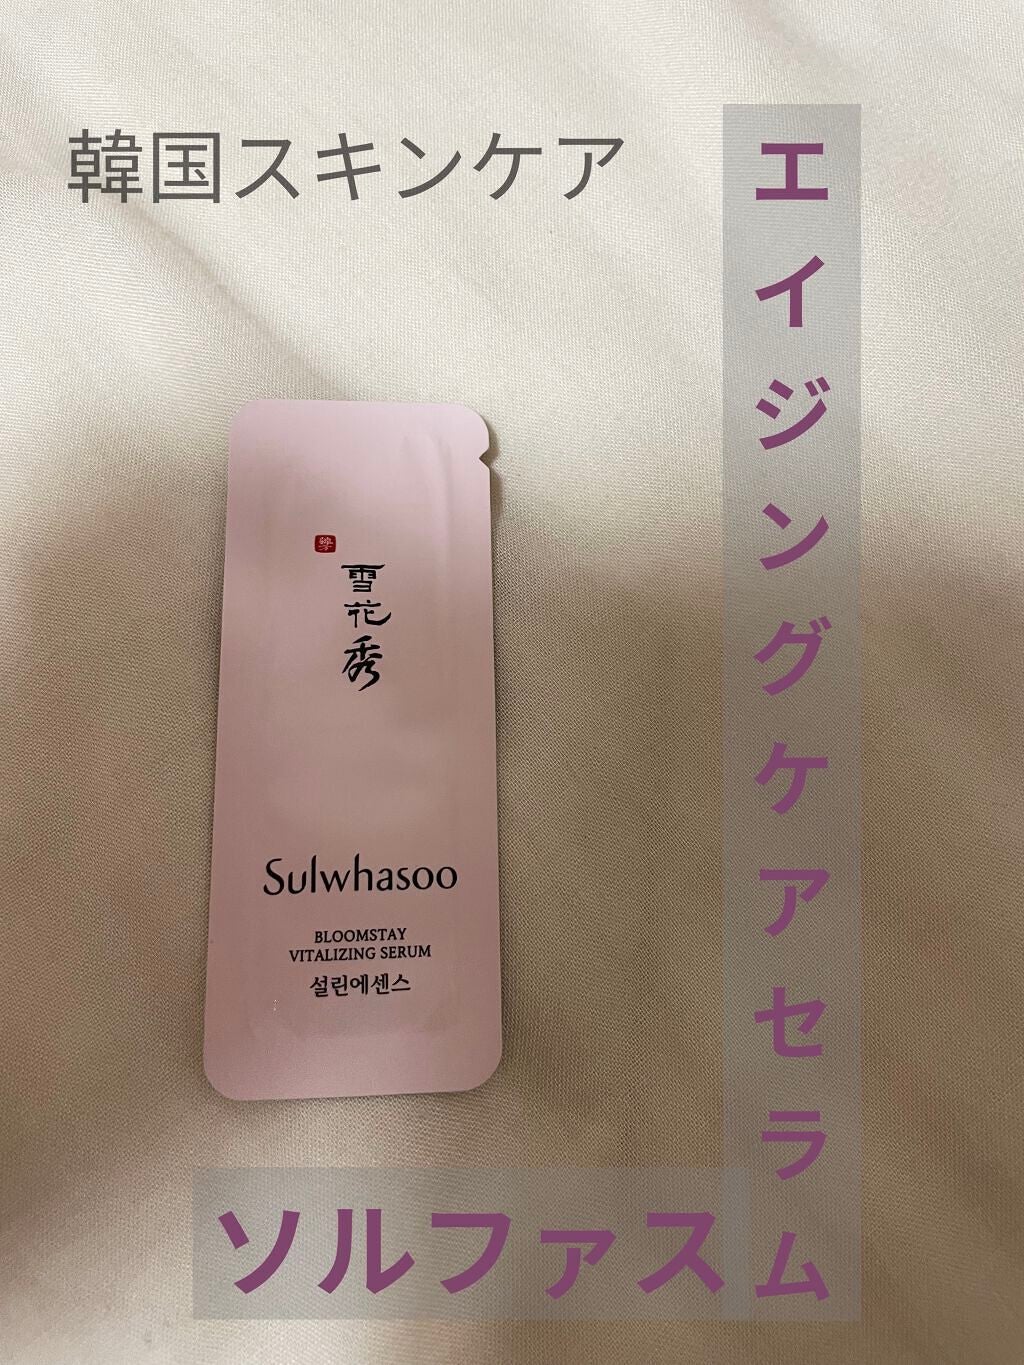 韓国スキンケア
エイジングケアセラム
雪
花
秀
Sulwhasoo
BLOOMSTAY
VITALIZING SERUM
설린에센스
ソルファス